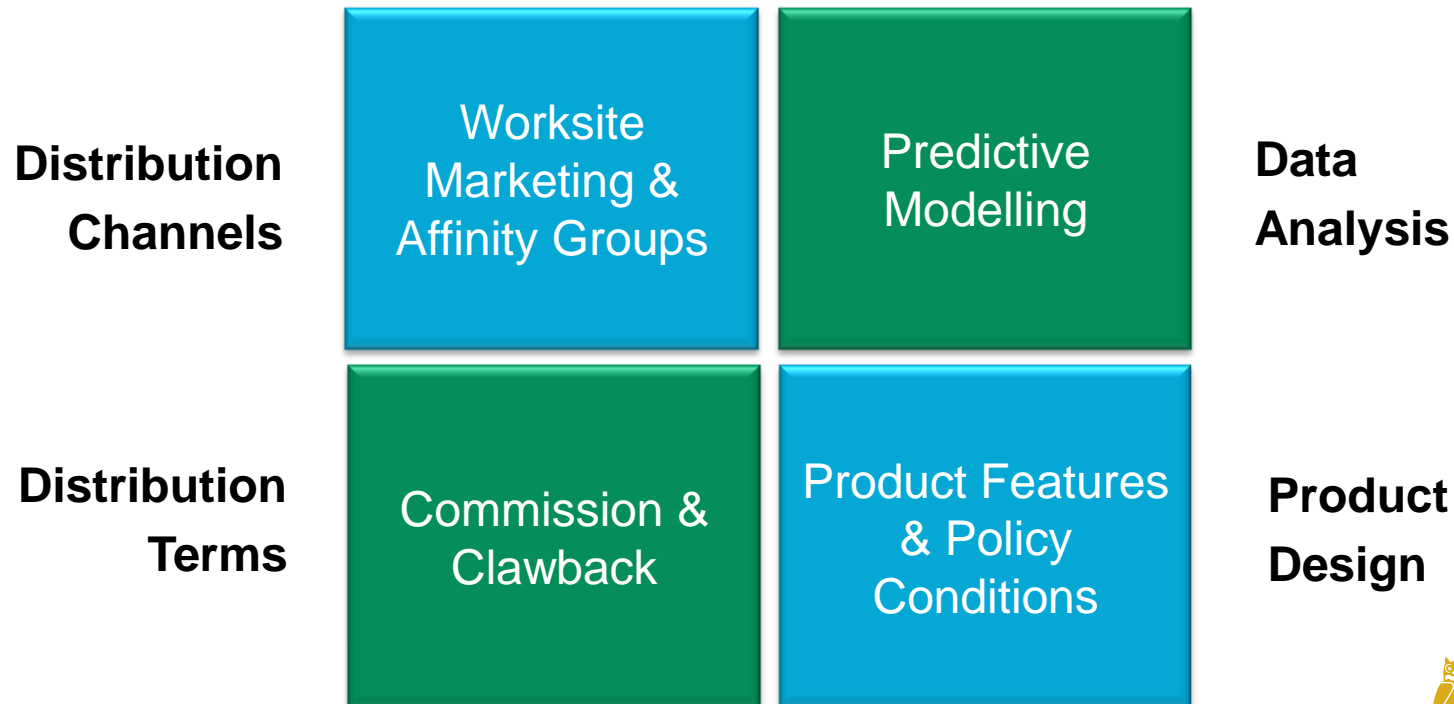 Distribution
Channels
Worksite
Marketing &
Affinity Groups
Predictive
Modelling
Data
Analysis
Distribution
Terms
Commission &
Clawback
Product Features
& Policy
Conditions
Product
Design